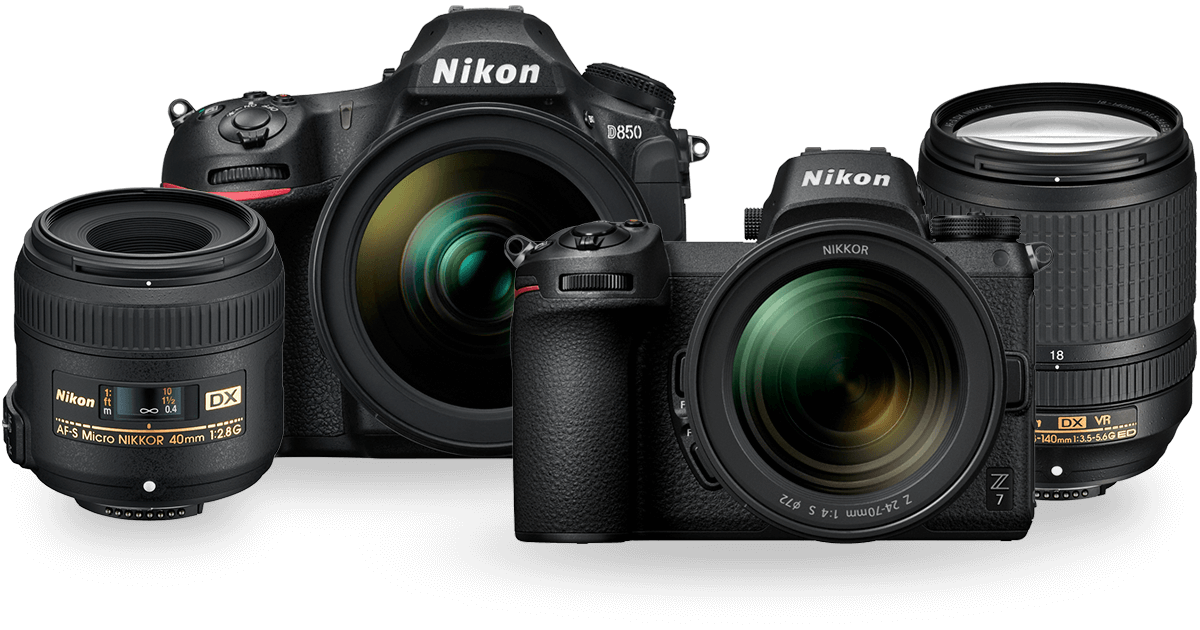 Nikon
D850
Nikon
NIKKOR
Z 24-70mm 1:4 S ø72
Z
7
Nikon
DX
1:
ft
m
10
1½
∞ 0.4
AF-S Micro NIKKOR 40mm 1:2.8G
18
DX VR
-140mm 1:3.5-5.6G ED